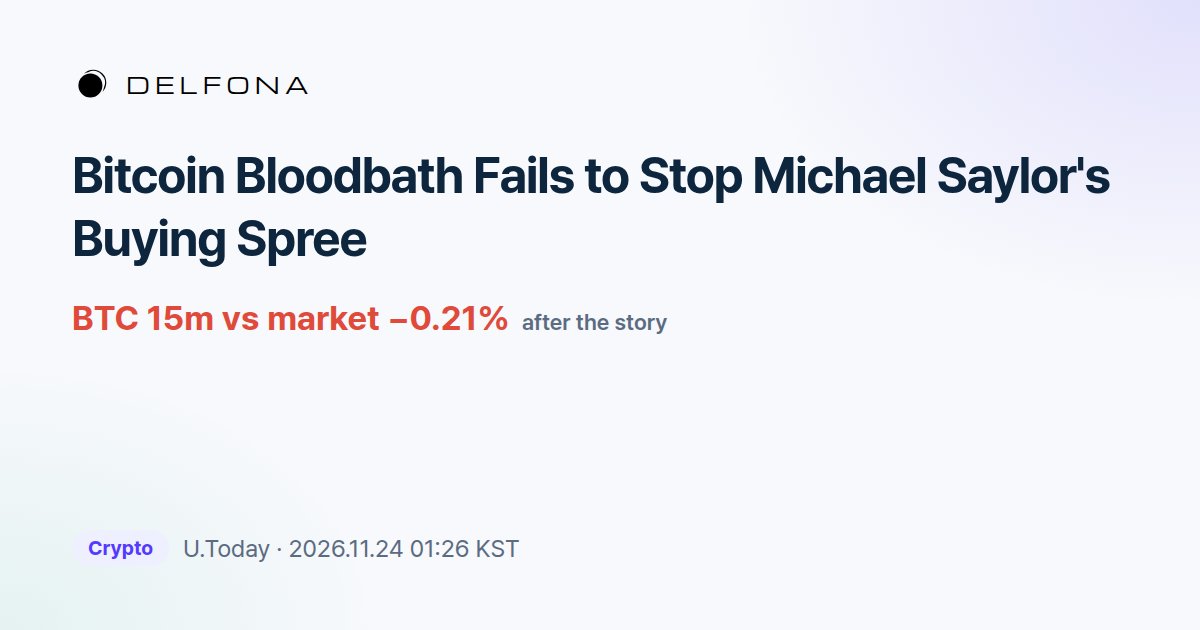 DELFONA
Bitcoin Bloodbath Fails to Stop Michael Saylor's
Buying Spree
BTC 15m vs market −0.21% after the story
Crypto U.Today · 2026.11.24 01:26 KST